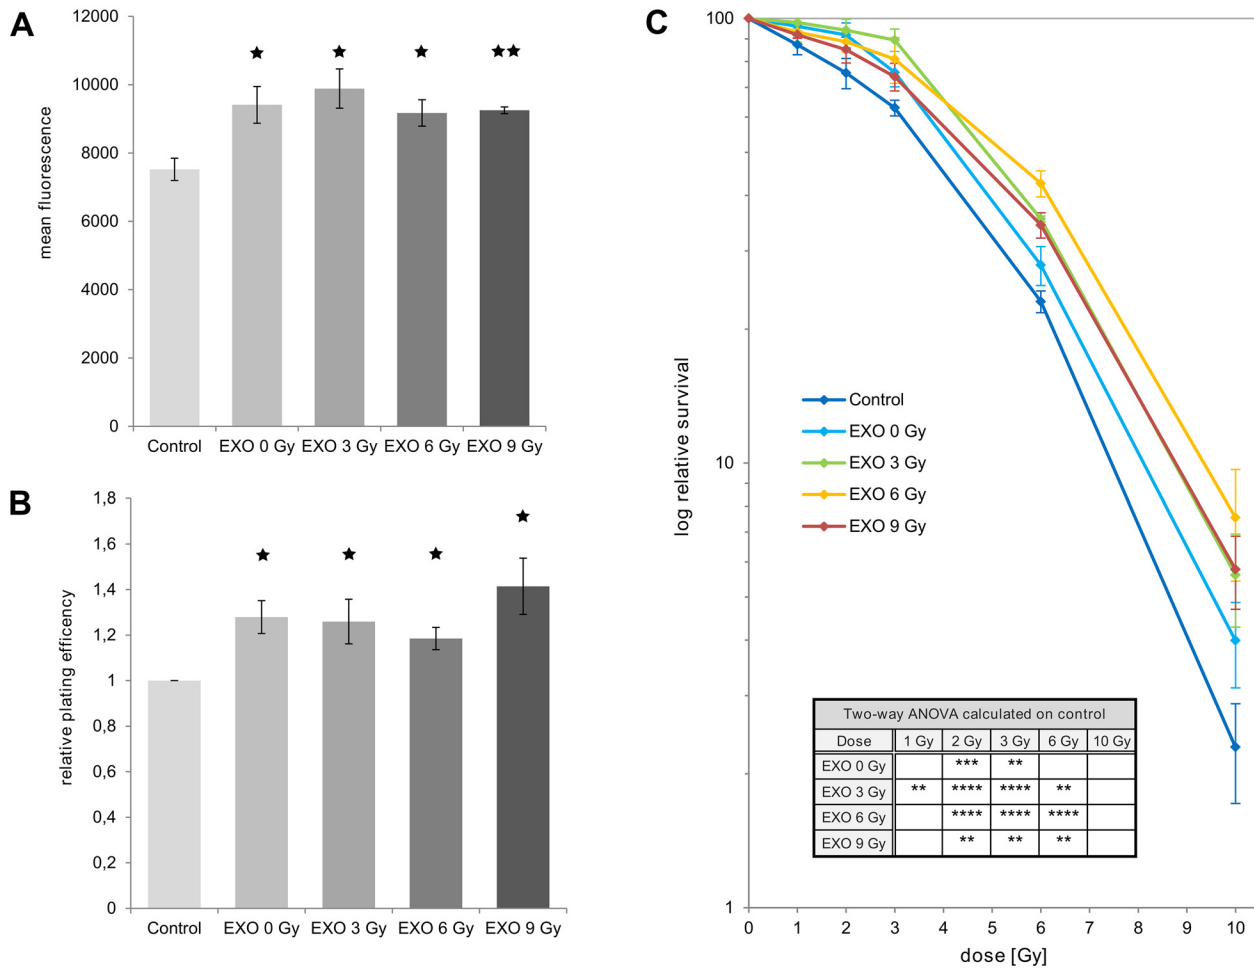 A
12000
10000
8000
6000
4000
2000
0
mean fluorescence
★
★
★
★★
Control EXO 0 Gy EXO 3 Gy EXO 6 Gy EXO 9 Gy
B
1,8
1,6
1,4
1,2
1
0,8
0,6
0,4
0,2
0
relative plating efficency
★
★
★
★
Control EXO 0 Gy EXO 3 Gy EXO 6 Gy EXO 9 Gy
C
100
10
1
log relative survival
Control
EXO 0 Gy
EXO 3 Gy
EXO 6 Gy
EXO 9 Gy
Two-way ANOVA calculated on control
Dose 1 Gy 2 Gy 3 Gy 6 Gy 10 Gy
EXO 0 Gy *** **
EXO 3 Gy ** **** **** **
EXO 6 Gy **** **** ****
EXO 9 Gy ** ** **
0 1 2 3 4 5 6 7 8 9 10
dose [Gy]